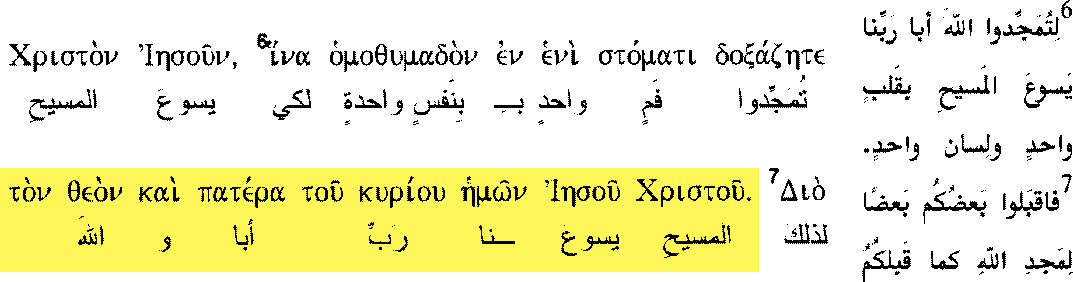 Χριστὸν Ἰησοῦν, ⁶ἵνα ὁμοθυμαδὸν ἐν ἑνὶ στόματι δοξάζητε
المسيحِ يسوعَ لكي بِنَفسٍ واحدةٍ بـ واحدٍ فَمٍ تُمَجِّدوا
τὸν θεὸν καὶ πατέρα τοῦ κυρίου ἡμῶν Ἰησοῦ Χριστοῦ. ⁷Διὸ
اللهَ و أبا رَبِّ ـنا يسوعَ المسيحِ لذلكَ
⁶لِتُمَجِّدوا اللهَ أبا رَبِّنا
يَسوعَ المَسيحِ بقَلبٍ
واحدٍ ولِسان واحدٍ.
⁷فاقبَلوا بَعضُكُم بَعضًا
لِمَجدِ اللهِ كما قَبِلَكُمُ